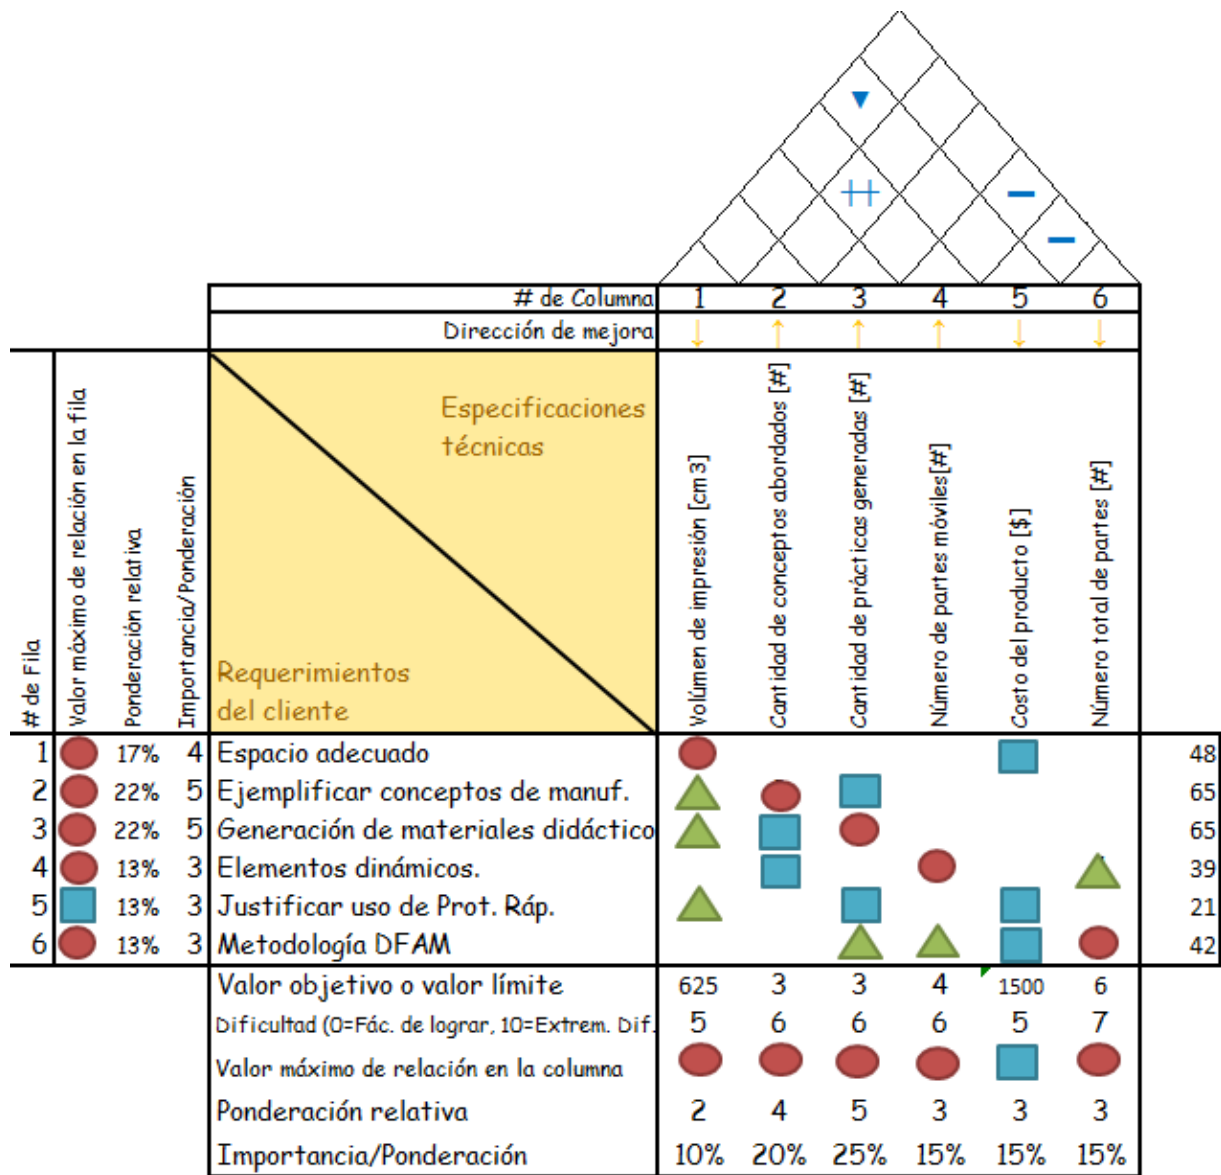 # de Columna 1 2 3 4 5 6
Dirección de mejora ↓ ↑ ↑ ↑ ↓ ↓
# de Fila
Valor máximo de relación en la fila
Ponderación relativa
Importancia/Ponderación
Especificaciones
técnicas
Requerimientos
del cliente
Volúmen de impresión [cm3]
Cantidad de conceptos abordados [#]
Cantidad de prácticas generadas [#]
Número de partes móviles[#]
Costo del producto [$]
Número total de partes [#]
1 17% 4 Espacio adecuado 48
2 22% 5 Ejemplificar conceptos de manuf. 65
3 22% 5 Generación de materiales didáctico 65
4 13% 3 Elementos dinámicos. 39
5 13% 3 Justificar uso de Prot. Ráp. 21
6 13% 3 Metodología DFAM 42
Valor objetivo o valor límite 625 3 3 4 1500 6
Dificultad (0=Fác. de lograr, 10=Extrem. Dif. 5 6 6 6 5 7
Valor máximo de relación en la columna
Ponderación relativa 2 4 5 3 3 3
Importancia/Ponderación 10% 20% 25% 15% 15% 15%